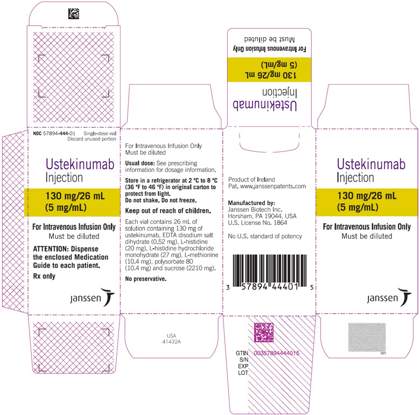 Ustekinumab
Injection
130 mg/26 mL
(5 mg/mL)
For Intravenous Infusion Only
Must be diluted
NDC 57894-444-01
Single-dose vial
Discard unused portion
Ustekinumab
Injection
130 mg/26 mL
(5 mg/mL)
For Intravenous Infusion Only
Must be diluted
ATTENTION: Dispense
the enclosed Medication
Guide to each patient.
Rx only
janssen
For Intravenous Infusion Only
Must be diluted
Usual dose: See prescribing
information for dosage information.
Store in a refrigerator at 2 °C to 8 °C
(36 °F to 46 °F) in original carton to
protect from light.
Do not shake. Do not freeze.
Keep out of reach of children.
Each vial contains 26 mL of
solution containing 130 mg of
ustekinumab, EDTA disodium salt
dihydrate (0.52 mg), L-histidine
(20 mg), L-histidine hydrochloride
monohydrate (27 mg), L-methionine
(10.4 mg), polysorbate 80
(10.4 mg) and sucrose (2210 mg).
No preservative.
USA
41432A
Product of Ireland
Pat. www.janssenpatents.com
Manufactured by:
Janssen Biotech Inc.
Horsham, PA 19044, USA
U.S. License No. 1864
No U.S. standard of potency
3 57894 44401 5
GTIN 00357894444015
S/N
EXP
LOT
Ustekinumab
Injection
130 mg/26 mL
(5 mg/mL)
For Intravenous Infusion Only
Must be diluted
janssen